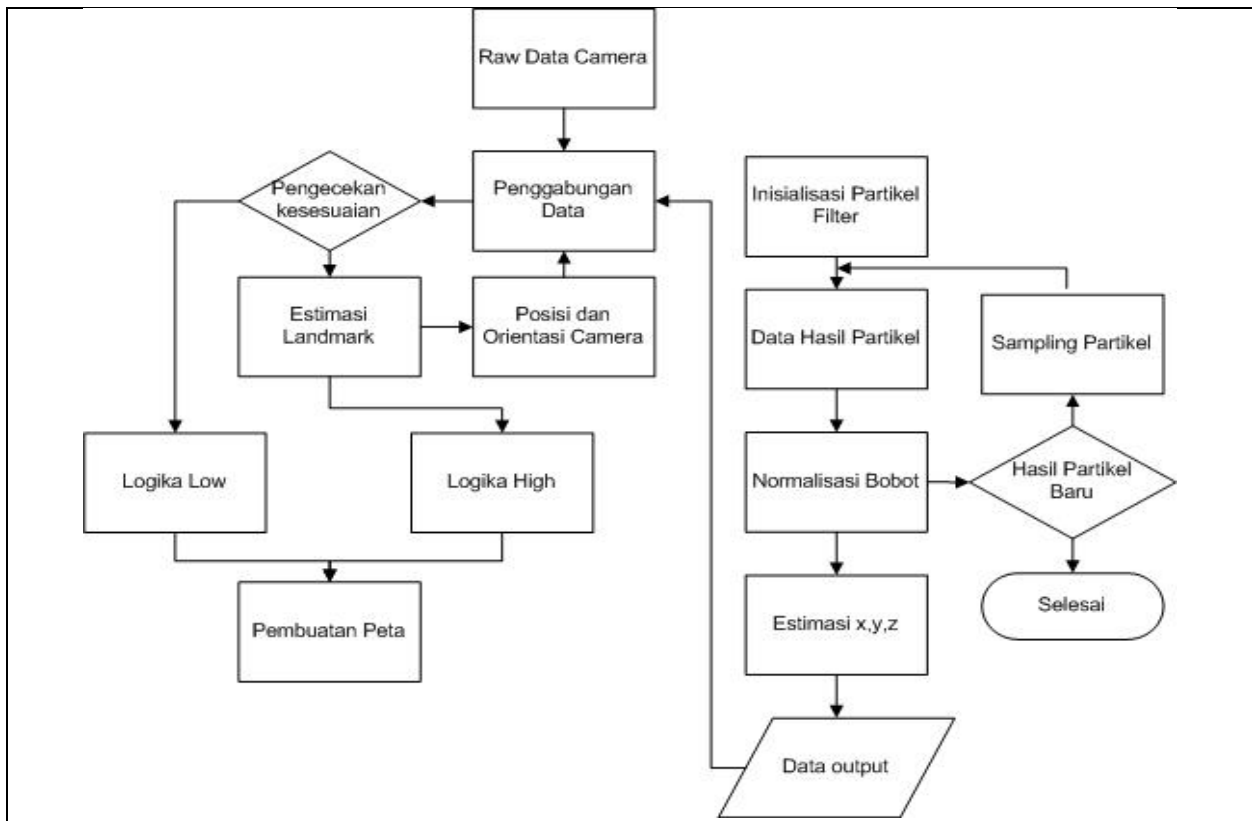 Raw Data Camera
Pengecekan
kesesuaian
Penggabungan
Data
Estimasi
Landmark
Posisi dan
Orientasi Camera
Logika Low
Logika High
Pembuatan Peta
Inisialisasi Partikel
Filter
Data Hasil Partikel
Sampling Partikel
Normalisasi Bobot
Hasil Partikel
Baru
Estimasi x,y,z
Selesai
Data output